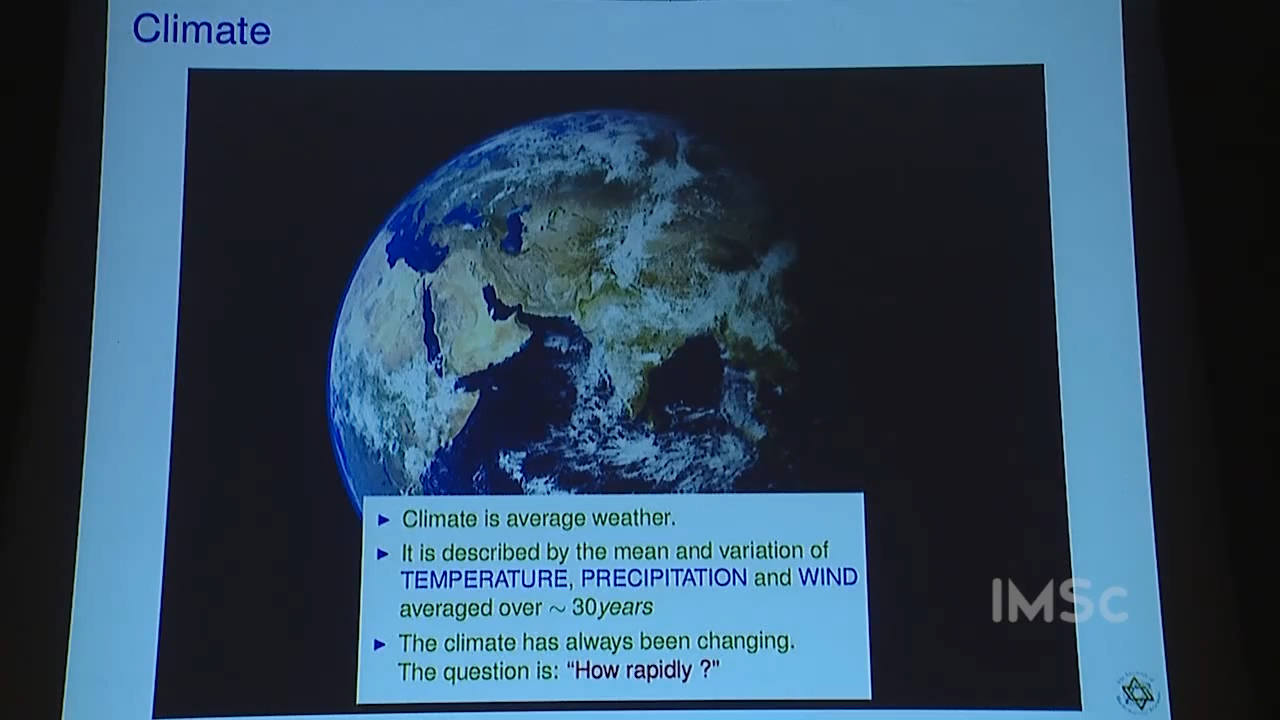 Climate
► Climate is average weather.
► It is described by the mean and variation of
TEMPERATURE, PRECIPITATION and WIND
averaged over ~ 30years
► The climate has always been changing.
The question is: “How rapidly ?”
IMSc